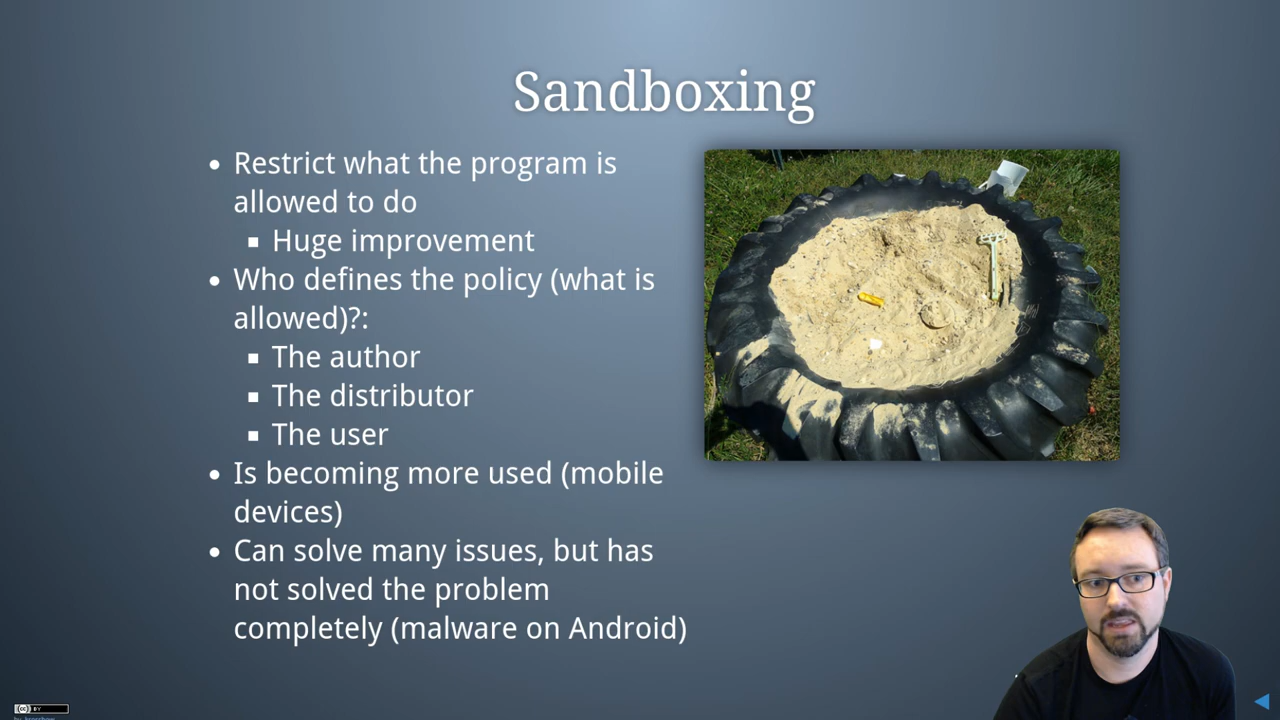 Sandboxing
• Restrict what the program is
allowed to do
▪ Huge improvement
• Who defines the policy (what is
allowed)?:
▪ The author
▪ The distributor
▪ The user
• Is becoming more used (mobile
devices)
• Can solve many issues, but has
not solved the problem
completely (malware on Android)
(cc) BY